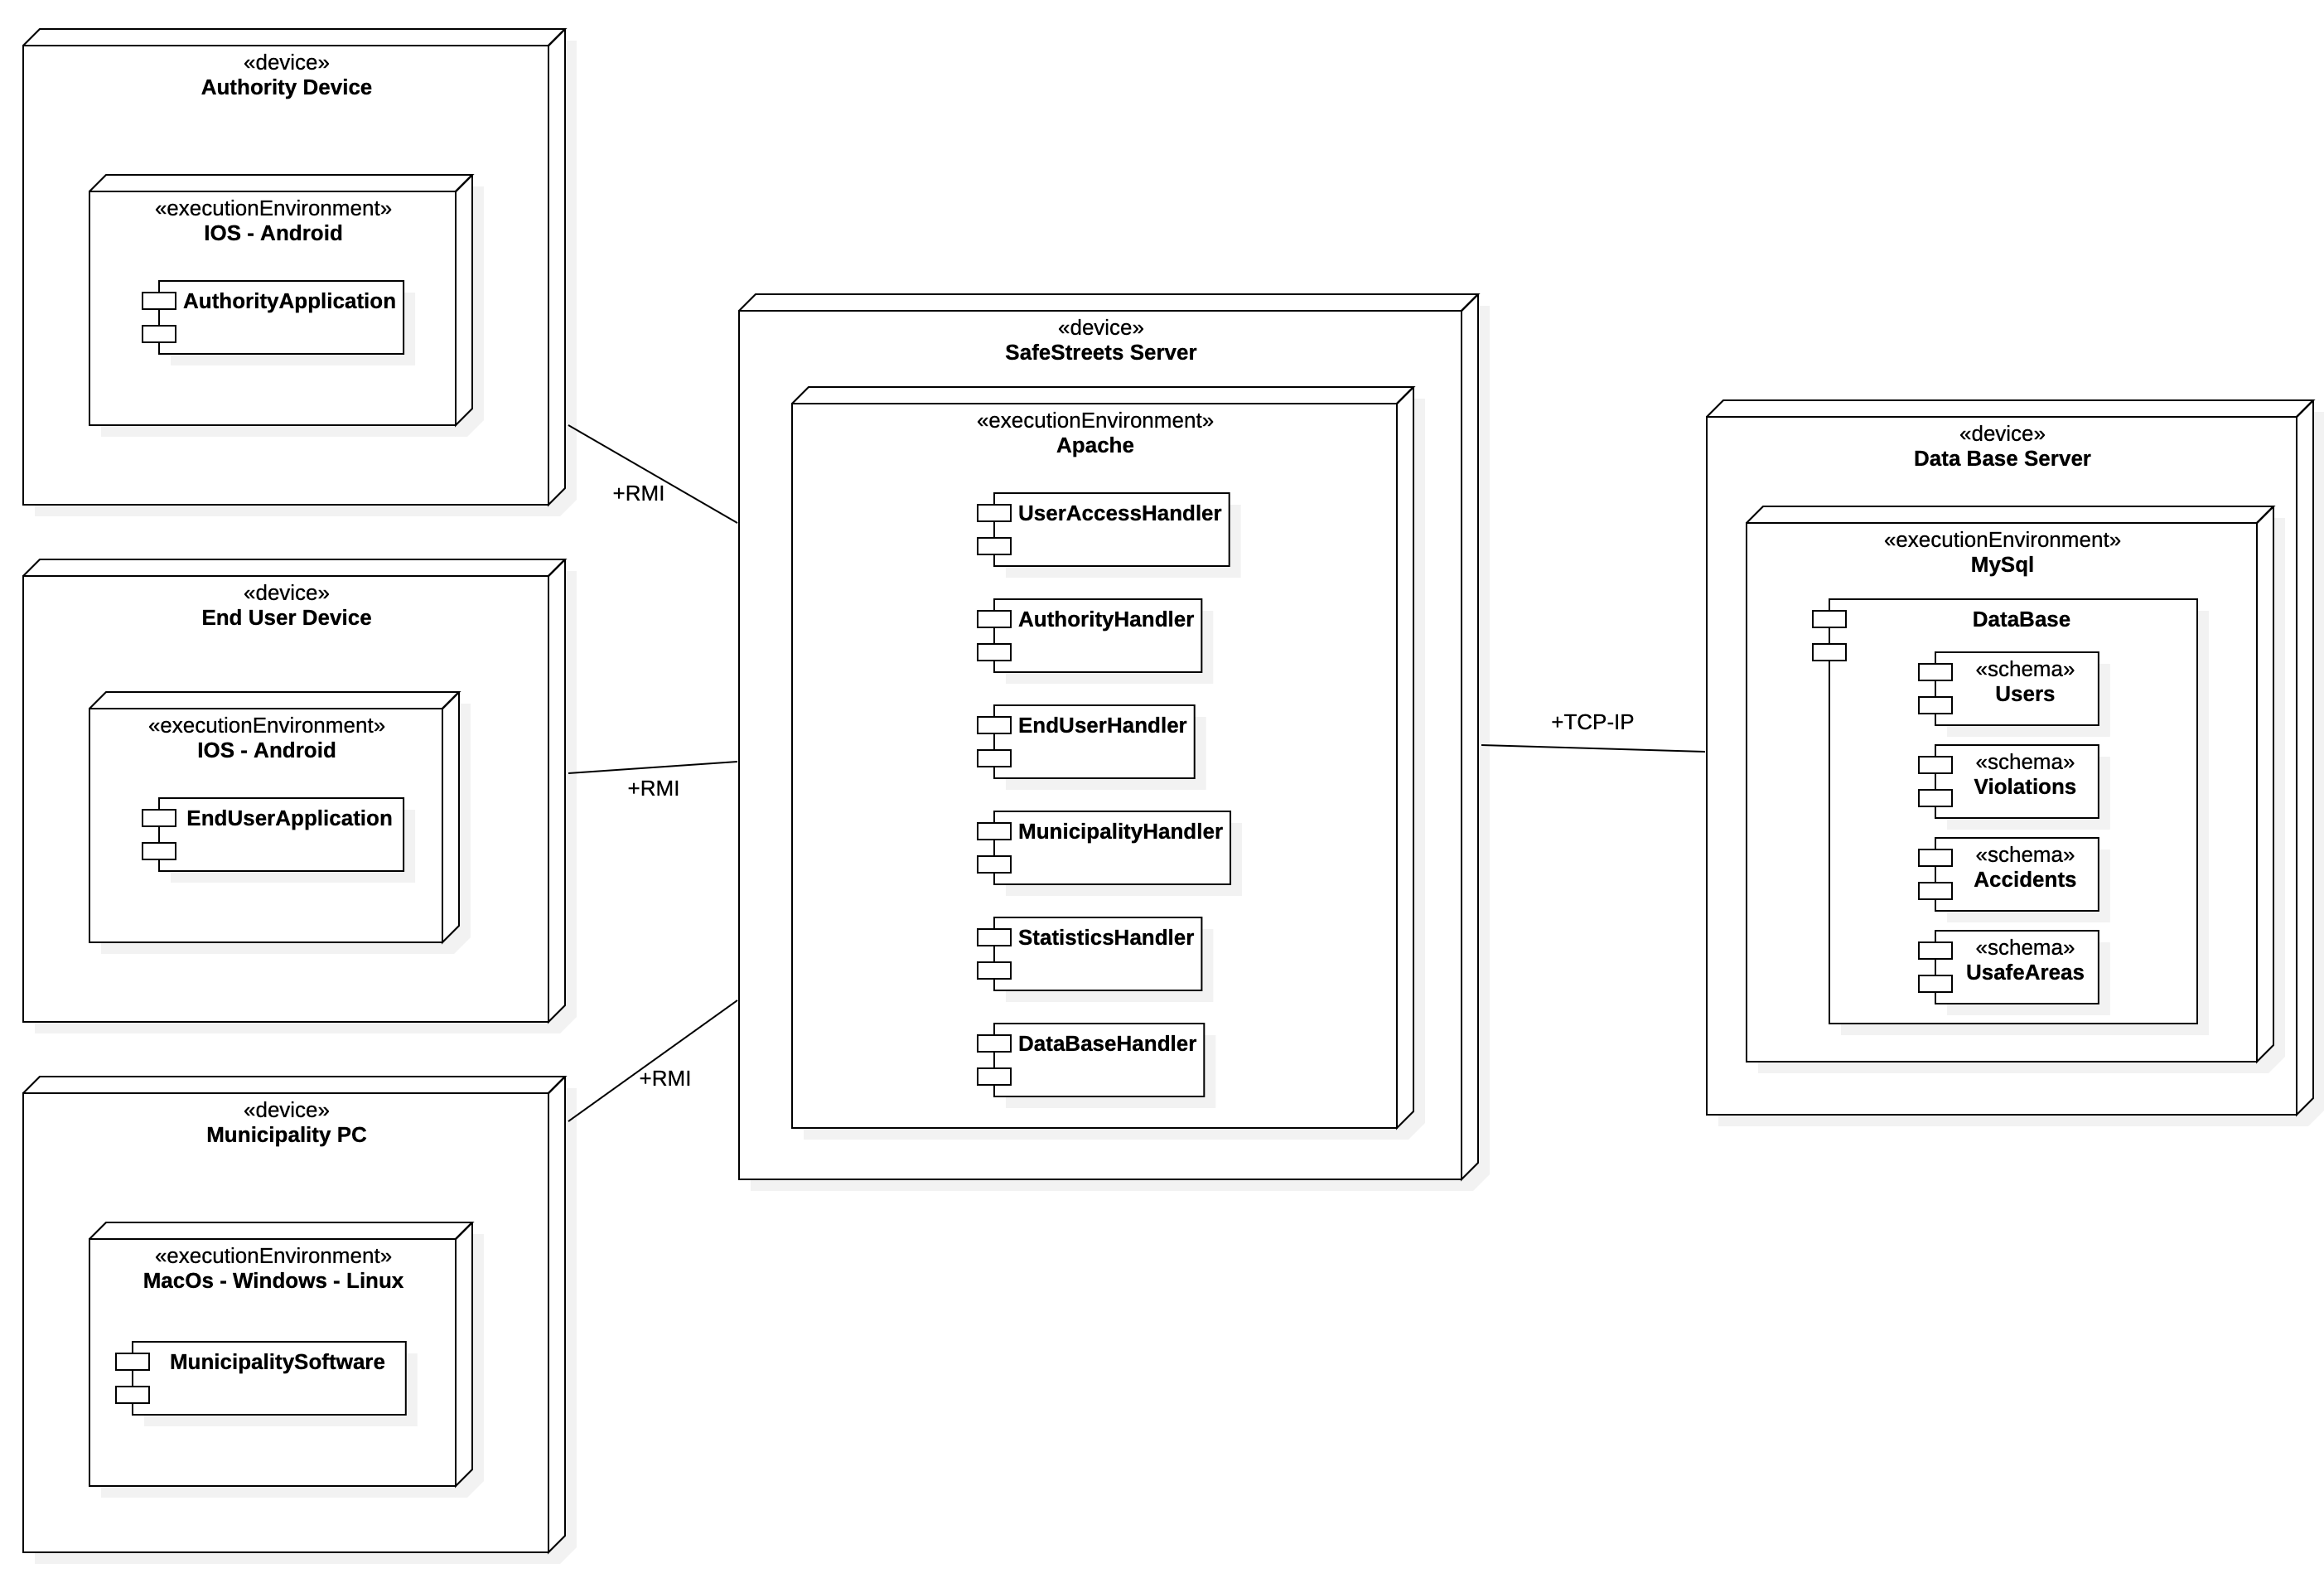 «device»
Authority Device
«executionEnvironment»
IOS - Android
AuthorityApplication
+RMI
«device»
End User Device
«executionEnvironment»
IOS - Android
EndUserApplication
+RMI
«device»
Municipality PC
«executionEnvironment»
MacOs - Windows - Linux
MunicipalitySoftware
+RMI
«device»
SafeStreets Server
«executionEnvironment»
Apache
UserAccessHandler
AuthorityHandler
EndUserHandler
MunicipalityHandler
StatisticsHandler
DataBaseHandler
+TCP-IP
«device»
Data Base Server
«executionEnvironment»
MySql
DataBase
«schema»
Users
«schema»
Violations
«schema»
Accidents
«schema»
UsafeAreas